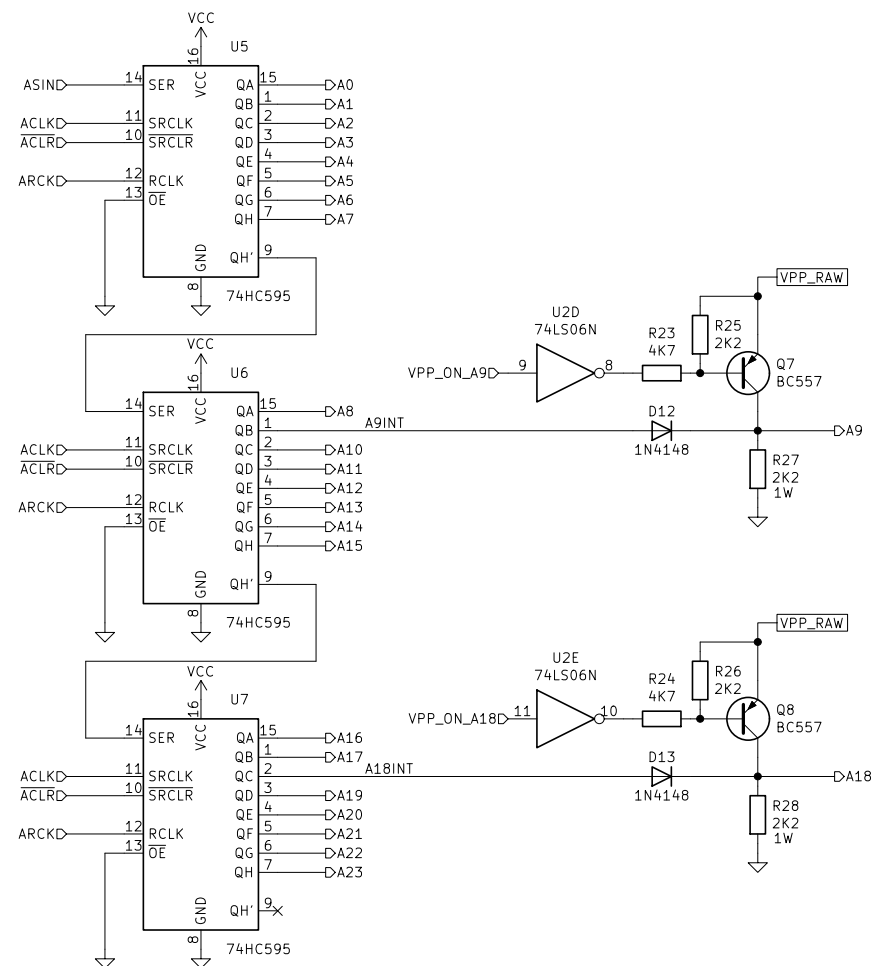 VCC
U5
16
VCC
ASIN 14 SER QA 15 A0
QB 1 A1
ACLK 11 SRCLK QC 2 A2
ACLR 10 SRCLR QD 3 A3
QE 4 A4
ARCK 12 RCLK QF 5 A5
13 OE QG 6 A6
QH 7 A7
QH' 9
GND
8
74HC595
VCC
U6
16
VCC
14 SER QA 15 A8
QB 1 A9INT
ACLK 11 SRCLK QC 2 A10
ACLR 10 SRCLR QD 3 A11
QE 4 A12
ARCK 12 RCLK QF 5 A13
13 OE QG 6 A14
QH 7 A15
QH' 9
GND
8
74HC595
VPP_RAW
U2D
74LS06N
R23
4K7
R25
2K2
VPP_ON_A9 9 8
Q7
BC557
D12
1N4148
A9
R27
2K2
1W
VCC
U7
16
VCC
14 SER QA 15 A16
QB 1 A17
ACLK 11 SRCLK QC 2 A18INT
ACLR 10 SRCLR QD 3 A19
QE 4 A20
ARCK 12 RCLK QF 5 A21
13 OE QG 6 A22
QH 7 A23
QH' 9
GND
8
74HC595
VPP_RAW
U2E
74LS06N
R24
4K7
R26
2K2
VPP_ON_A18 11 10
Q8
BC557
D13
1N4148
A18
R28
2K2
1W